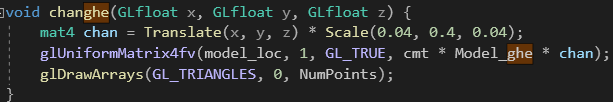 void changhe(GLfloat x, GLfloat y, GLfloat z) {
mat4 chan = Translate(x, y, z) * Scale(0.04, 0.4, 0.04);
glUniformMatrix4fv(model_loc, 1, GL_TRUE, cmt * Model_ghe * chan);
glDrawArrays(GL_TRIANGLES, 0, NumPoints);
}